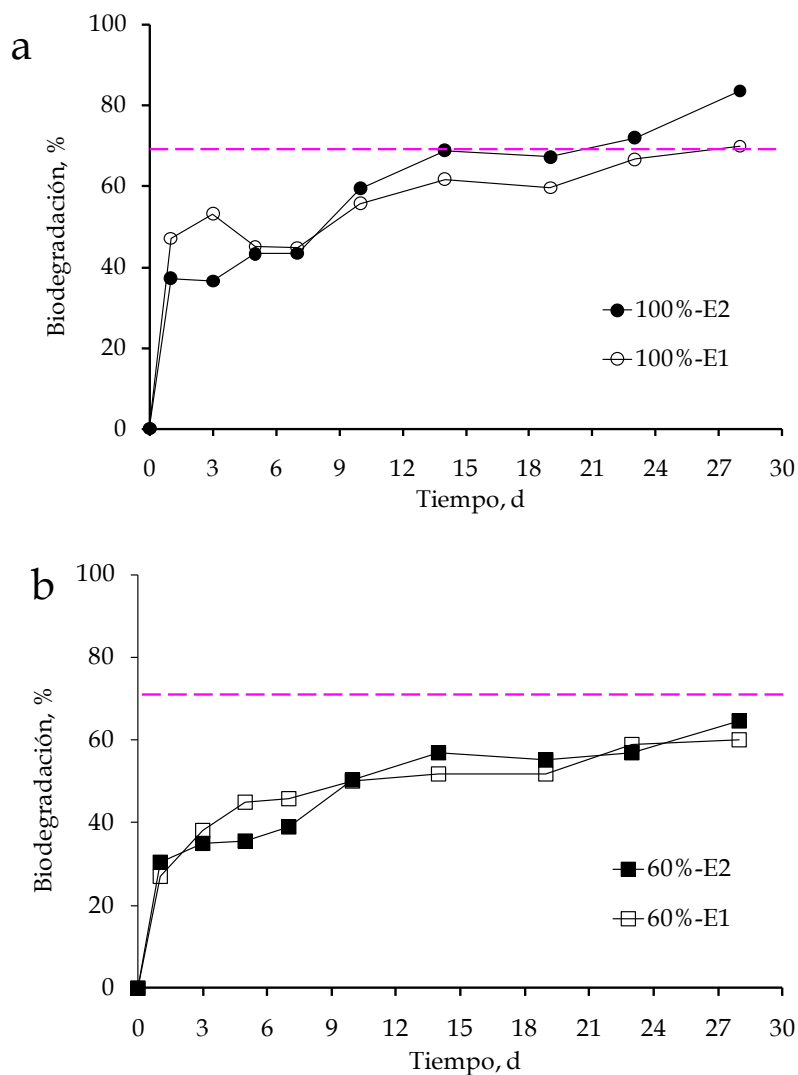 a
100
80
60
40
20
0
Biodegradación, %
100%-E2
100%-E1
0 3 6 9 12 15 18 21 24 27 30
Tiempo, d
b
100
80
60
40
20
0
Biodegradación, %
60%-E2
60%-E1
0 3 6 9 12 15 18 21 24 27 30
Tiempo, d